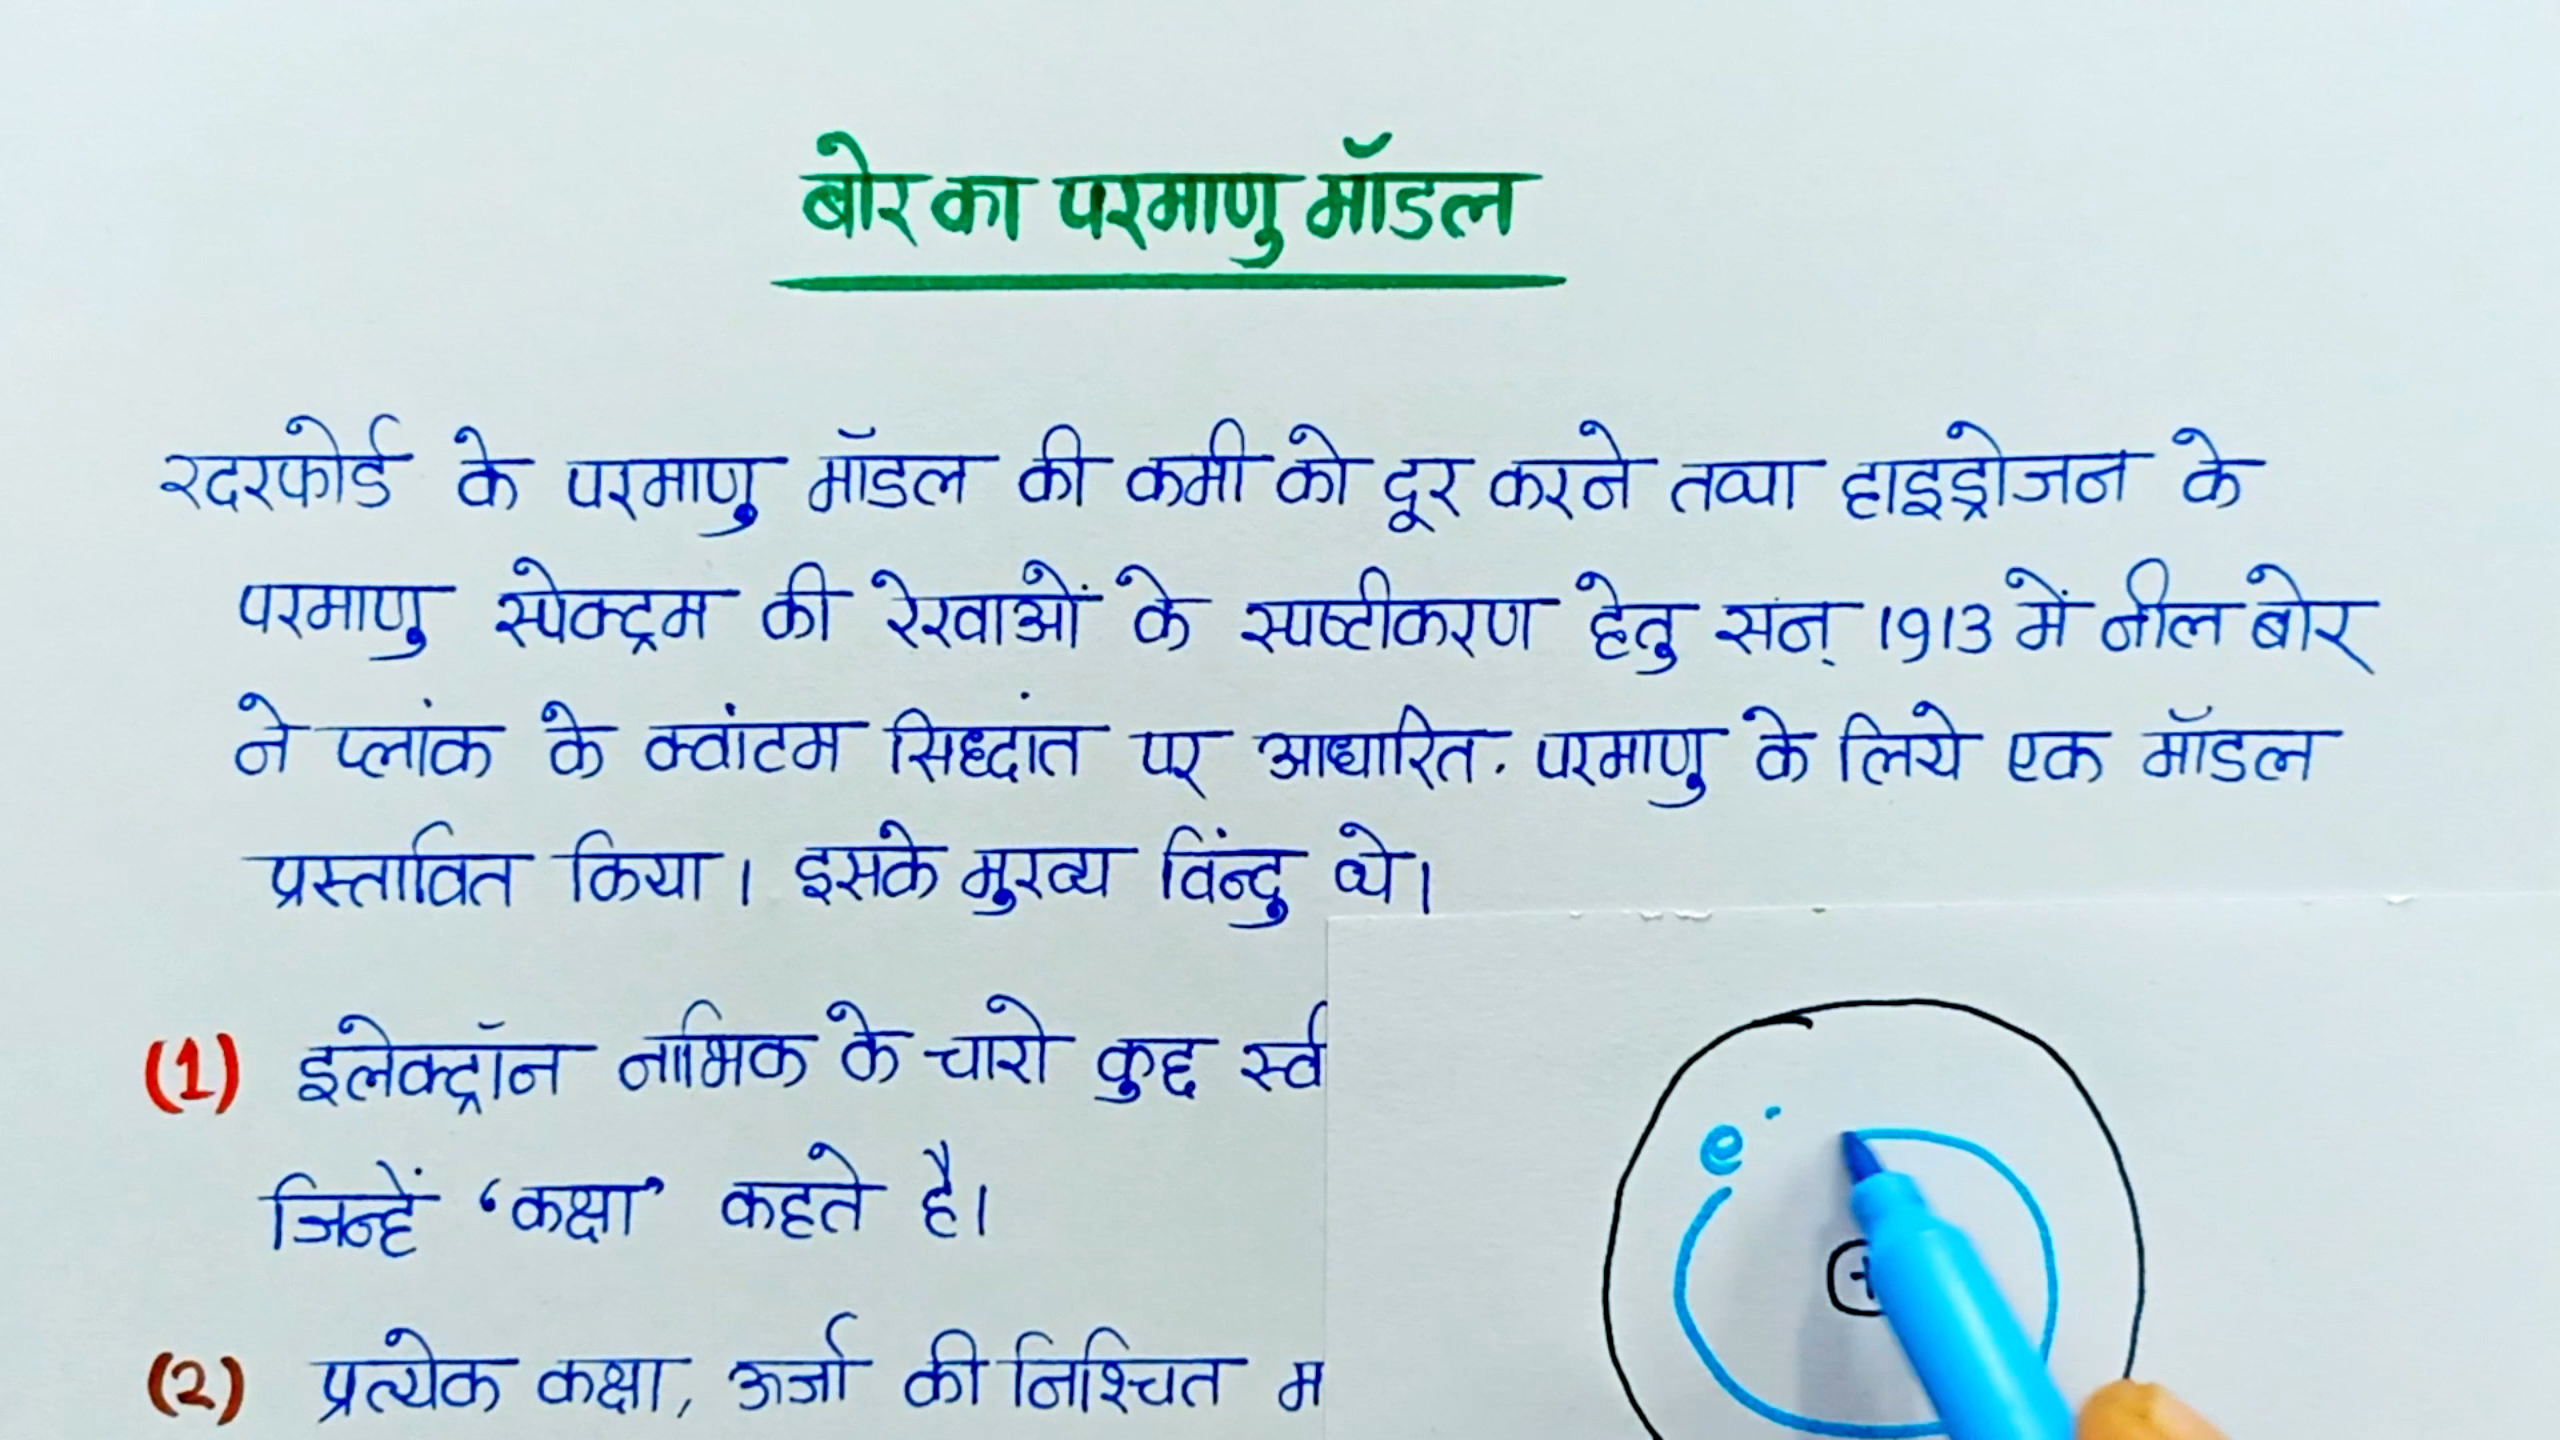 बोर का परमाणु मॉडल
रदरफोर्ड के परमाणु मॉडल की कमी को दूर करने तथा हाइड्रोजन के
परमाणु स्पेक्ट्रम की रेखाओं के स्पष्टीकरण हेतु सन् 1913 में नील बोर
ने प्लांक के क्वांटम सिध्दांत पर आधारित. परमाणु के लिये एक मॉडल
प्रस्तावित किया। इसके मुख्य विंन्दु थे।
(1) इलेक्ट्रॉन नाभिक के चारो कुछ
जिन्हें ‘कक्षा’ कहते है।
(2) प्रत्येक कक्षा, ऊर्जा की निश्चित
e-
+